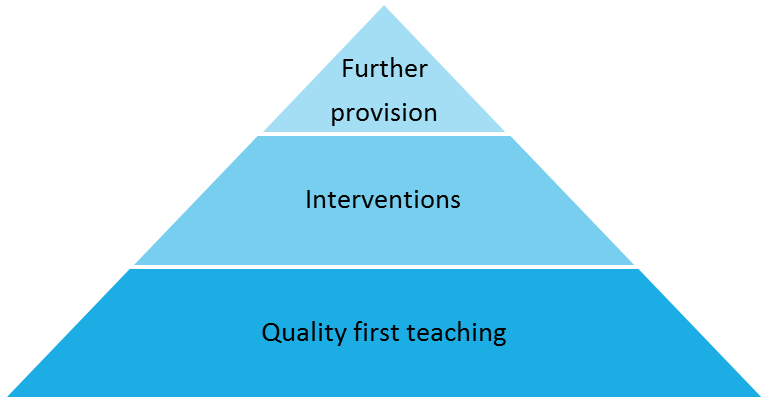 Further
provision
Interventions
Quality first teaching